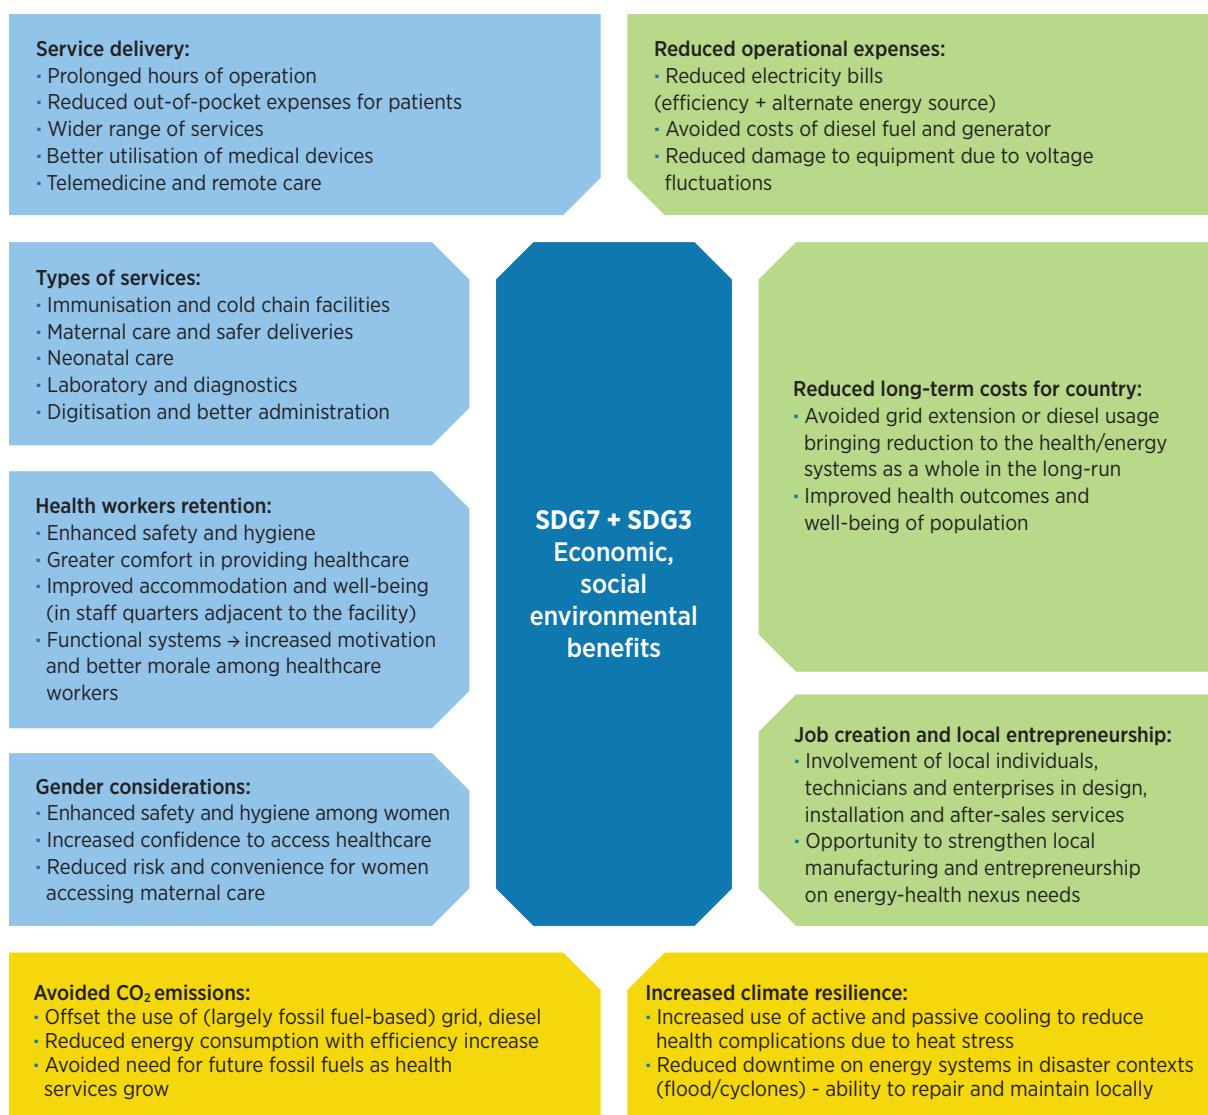 Service delivery:
· Prolonged hours of operation
· Reduced out-of-pocket expenses for patients
· Wider range of services
· Better utilisation of medical devices
· Telemedicine and remote care
Reduced operational expenses:
· Reduced electricity bills
(efficiency + alternate energy source)
· Avoided costs of diesel fuel and generator
· Reduced damage to equipment due to voltage
fluctuations
Types of services:
· Immunisation and cold chain facilities
· Maternal care and safer deliveries
· Neonatal care
· Laboratory and diagnostics
· Digitisation and better administration
Health workers retention:
· Enhanced safety and hygiene
· Greater comfort in providing healthcare
· Improved accommodation and well-being
(in staff quarters adjacent to the facility)
· Functional systems → increased motivation
and better morale among healthcare
workers
Gender considerations:
· Enhanced safety and hygiene among women
· Increased confidence to access healthcare
· Reduced risk and convenience for women
accessing maternal care
SDG7 + SDG3
Economic,
social
environmental
benefits
Reduced long-term costs for country:
· Avoided grid extension or diesel usage
bringing reduction to the health/energy
systems as a whole in the long-run
· Improved health outcomes and
well-being of population
Job creation and local entrepreneurship:
· Involvement of local individuals,
technicians and enterprises in design,
installation and after-sales services
· Opportunity to strengthen local
manufacturing and entrepreneurship
on energy-health nexus needs
Avoided CO₂ emissions:
· Offset the use of (largely fossil fuel-based) grid, diesel
· Reduced energy consumption with efficiency increase
· Avoided need for future fossil fuels as health
services grow
Increased climate resilience:
· Increased use of active and passive cooling to reduce
health complications due to heat stress
· Reduced downtime on energy systems in disaster contexts
(flood/cyclones) - ability to repair and maintain locally